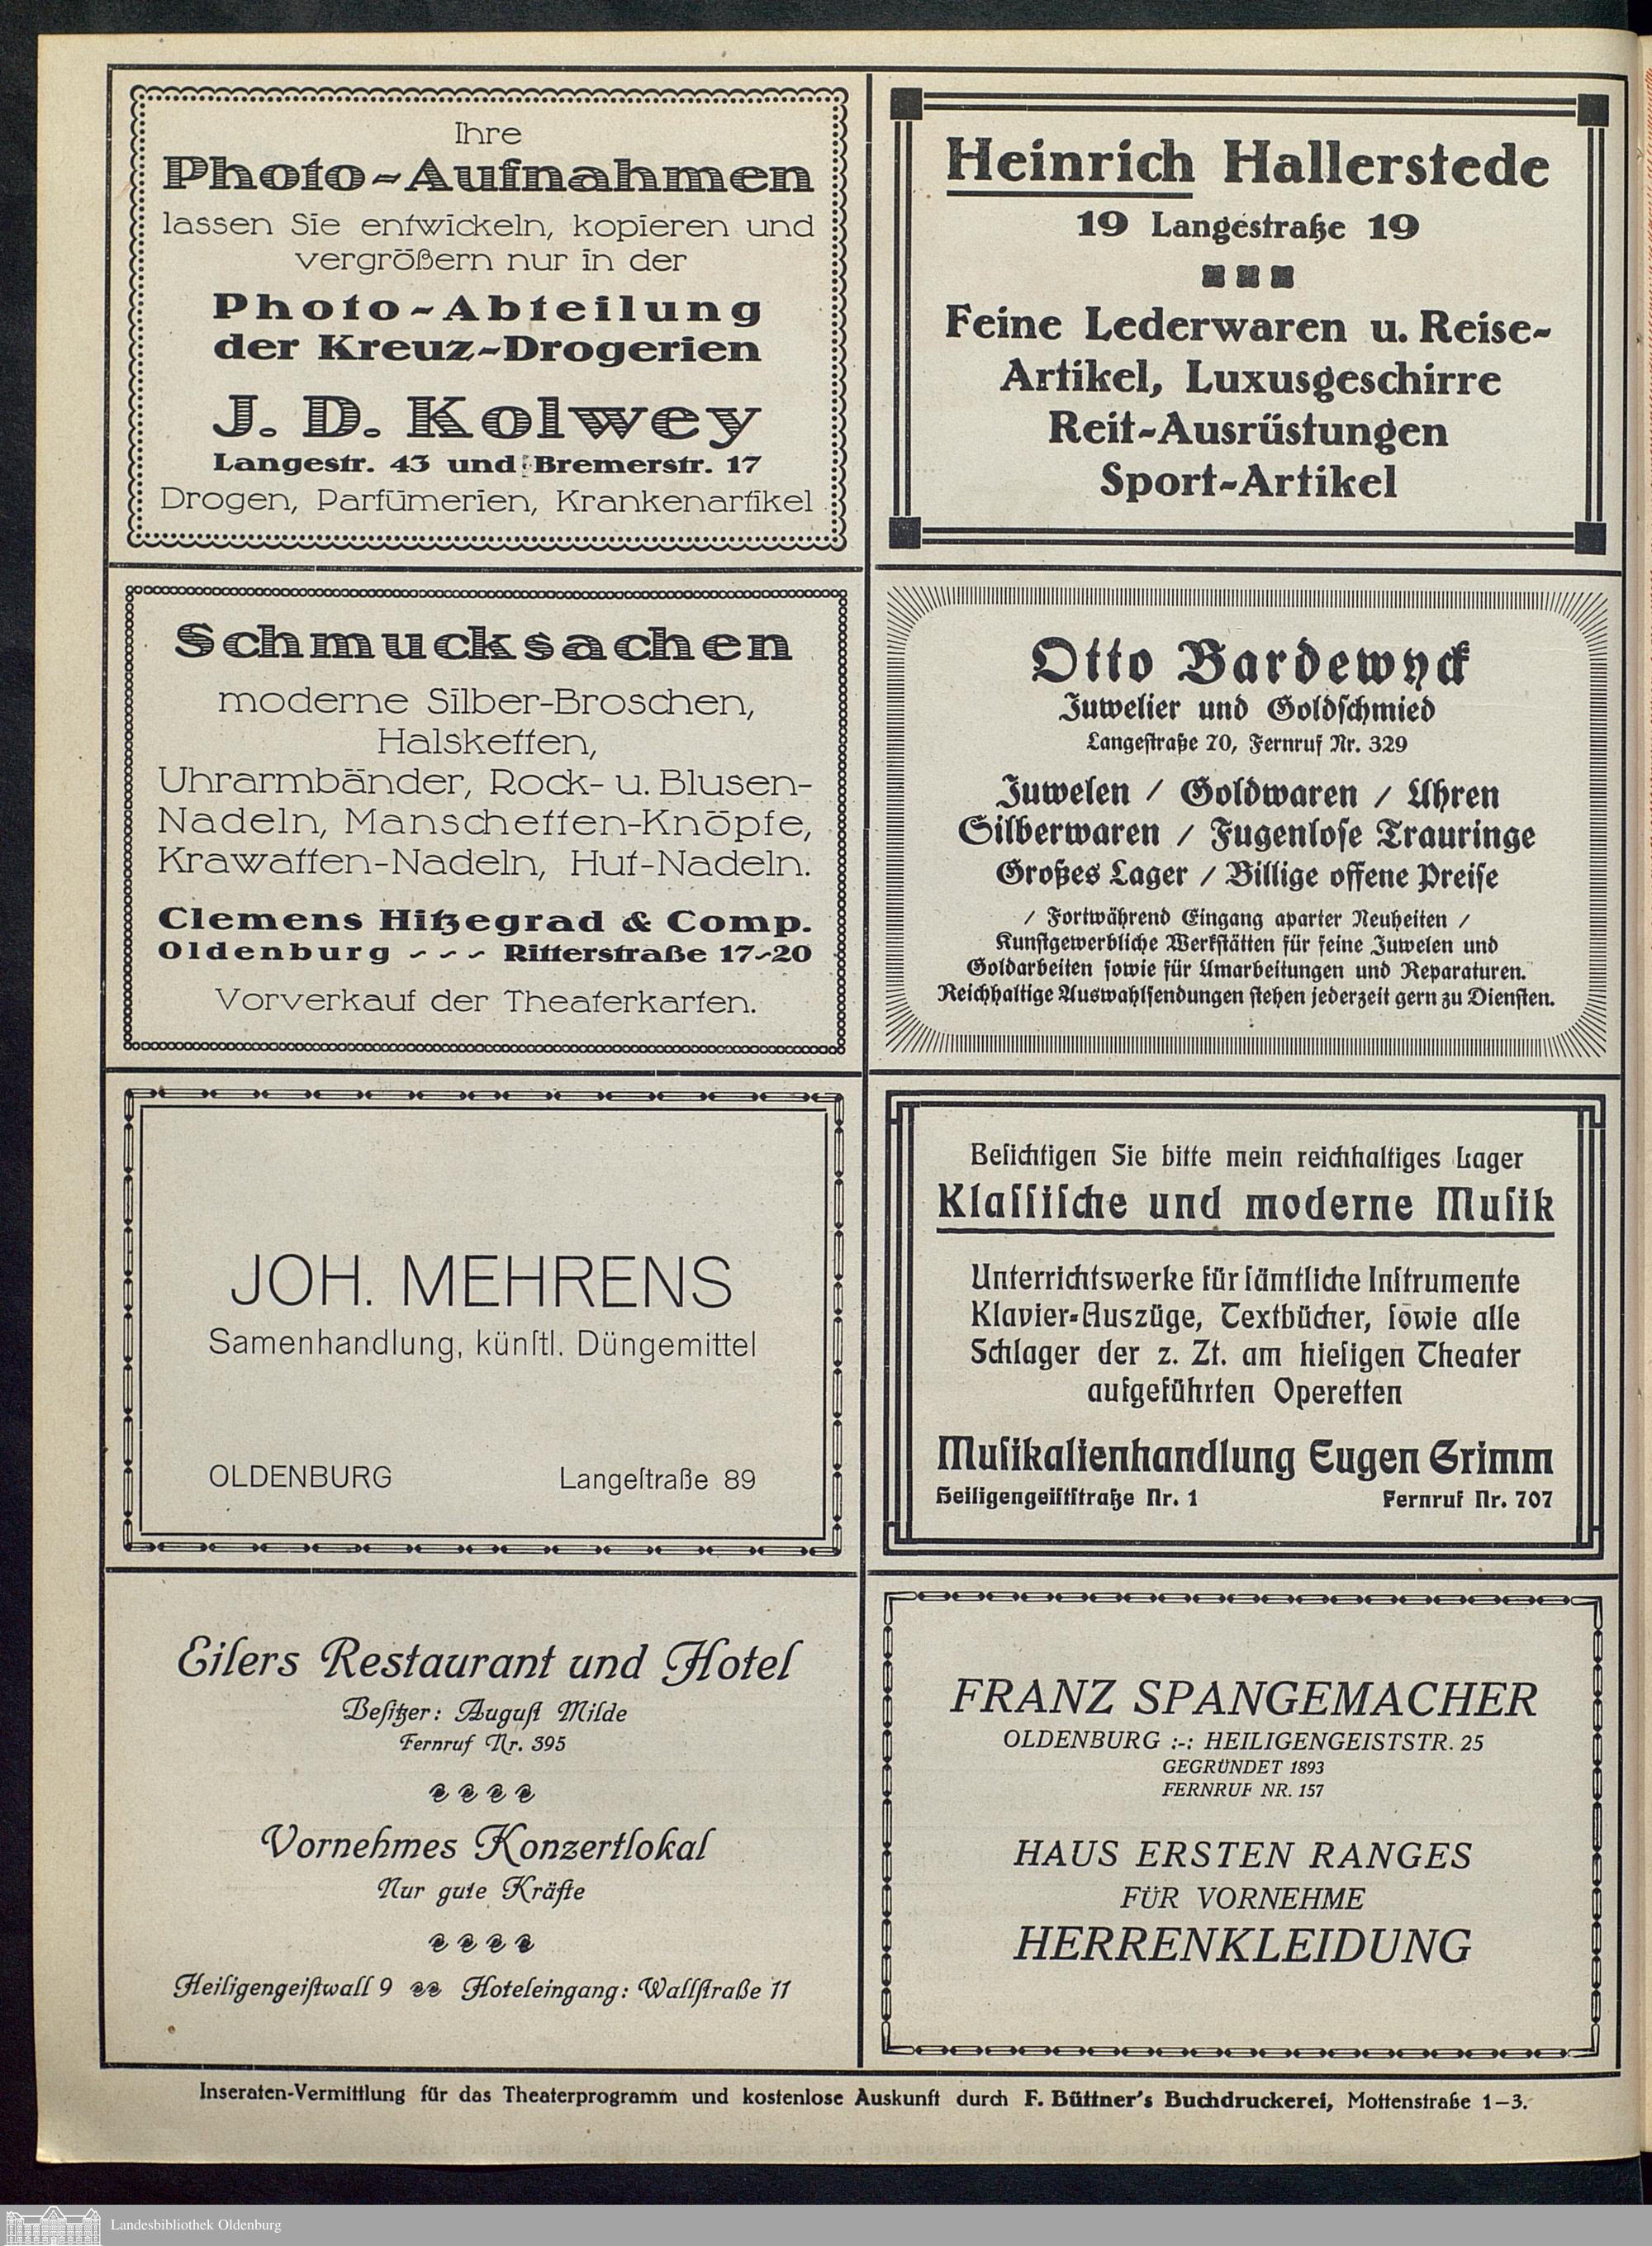 Ihre
Photo-Aufnahmen
lassen Sie entwickeln, kopieren und
vergrößern nur in der
Photo-Abteilung
der Kreuz-Drogerien
J. D. Kolwey
Langestr. 43 und Bremerstr. 17
Drogen, Parfümerien, Krankenartikel
Heinrich Hallerstede
19 Langestraße 19
Feine Lederwaren u. Reise-
Artikel, Luxusgeschirre
Reit-Ausrüstungen
Sport-Artikel
Schmucksachen
moderne Silber-Broschen,
Halsketten,
Uhrarmbänder, Rock- u. Blusen-
Nadeln, Manschetten-Knöpfe,
Krawatten-Nadeln, Hut-Nadeln.
Clemens Hitzegrad & Comp.
Oldenburg - - - Ritterstraße 17-20
Vorverkauf der Theaterkarten.
Otto Bardewyck
Juwelier und Goldſchmied
Langeſtraße 70, Fernruf Nr. 329
Juwelen / Goldwaren / Uhren
Silberwaren / Fugenloſe Trauringe
Großes Lager / Billige offene Preiſe
/ Fortwährend Eingang aparter Neuheiten /
Kunſtgewerbliche Werkſtätten für feine Juwelen und
Goldarbeiten ſowie für Umarbeitungen und Reparaturen.
Reichhaltige Auswahlſendungen ſtehen jederzeit gern zu Dienſten.
JOH. MEHRENS
Samenhandlung, künſtl. Düngemittel
OLDENBURG Langeſtraße 89
Beſichtigen Sie bitte mein reichhaltiges Lager
Klaſſiſche und moderne Muſik
Unterrichtswerke für ſämtliche Inſtrumente
Klavier-Auszüge, Textbücher, ſowie alle
Schlager der z. Zt. am hieſigen Theater
aufgeführten Operetten
Muſikalienhandlung Eugen Grimm
Heiligengeiſtſtraße Nr. 1 Fernruf Nr. 707
Eilers Restaurant und Hotel
Beſitzer: Auguſt Milde
Fernruf Nr. 395
Vornehmes Konzertlokal
Nur gute Kräfte
Heiligengeiſtwall 9 Hoteleingang: Wallſtraße 11
FRANZ SPANGEMACHER
OLDENBURG :-: HEILIGENGEISTSTR. 25
GEGRÜNDET 1893
FERNRUF NR. 157
HAUS ERSTEN RANGES
FÜR VORNEHME
HERRENKLEIDUNG
Inseraten-Vermittlung für das Theaterprogramm und kostenlose Auskunft durch F. Büttner's Buchdruckerei, Mottenstraße 1–3.
Landesbibliothek Oldenburg